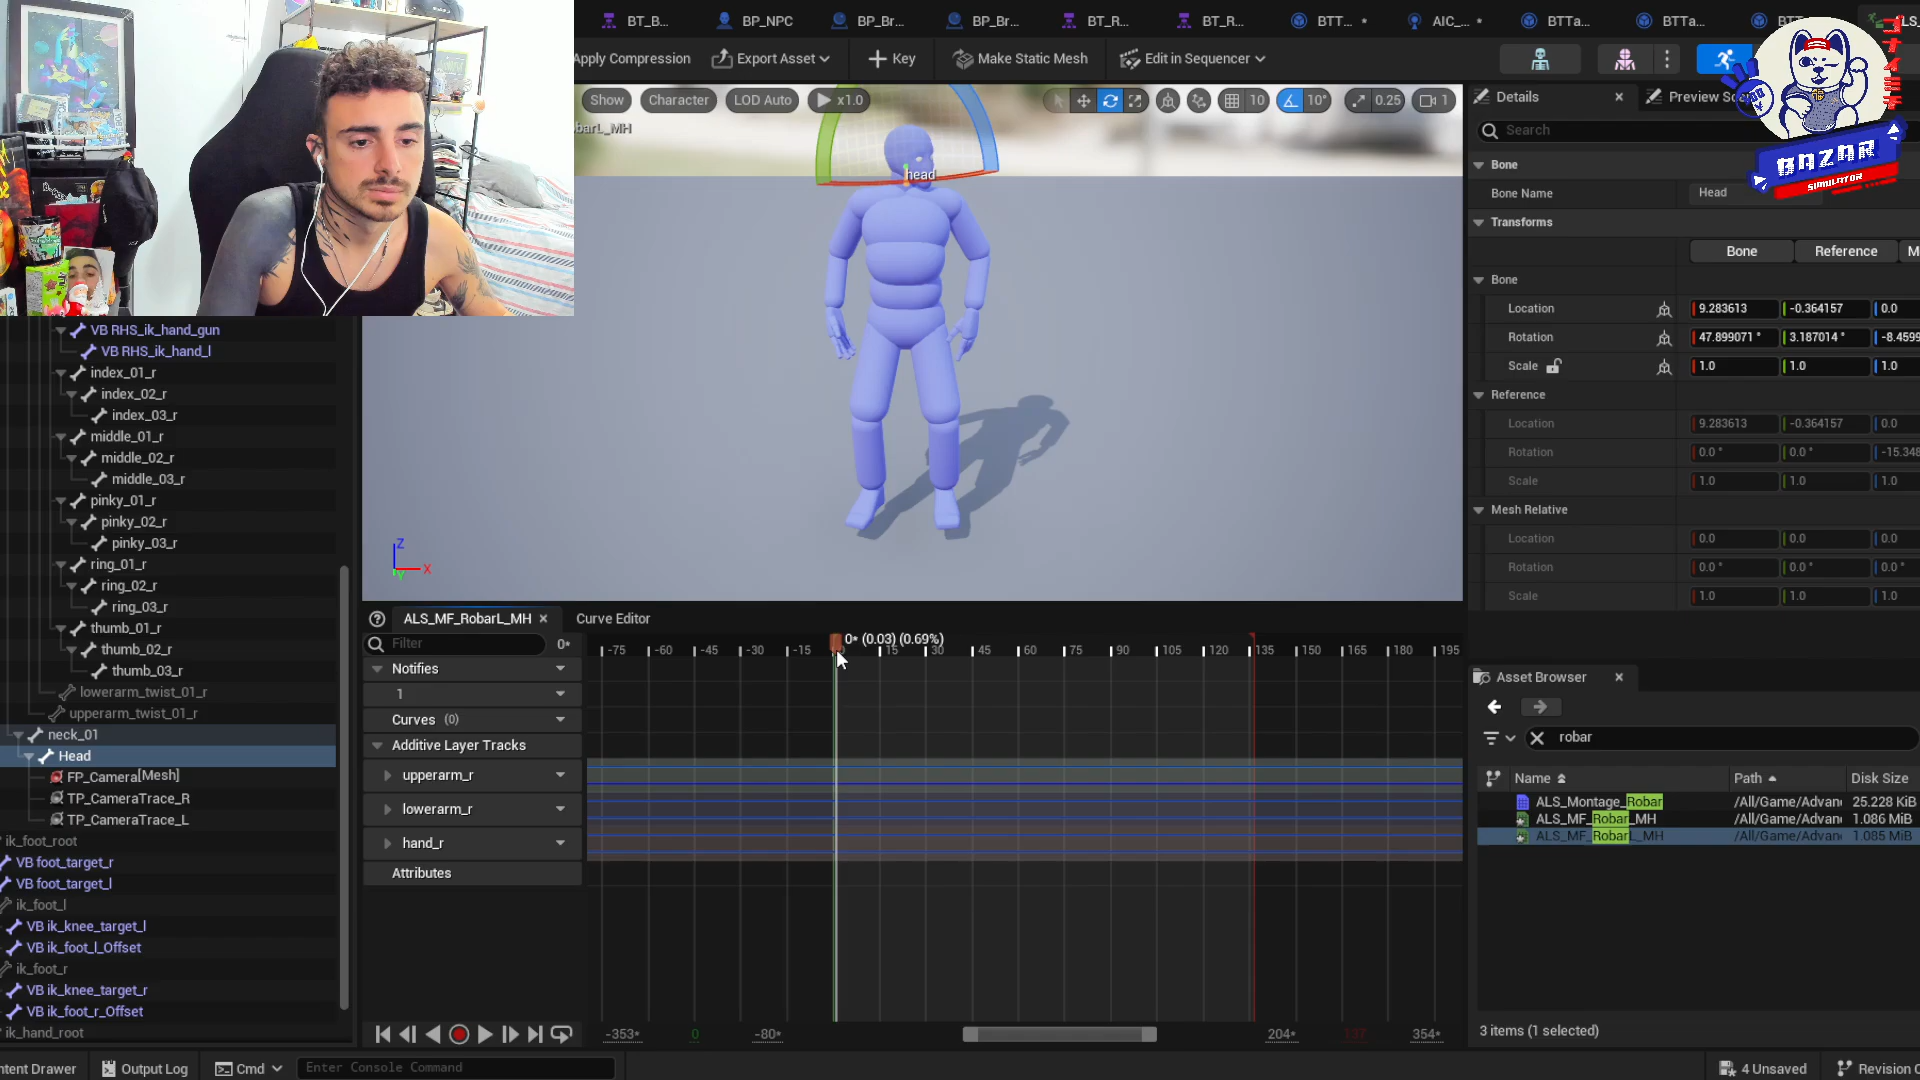 BT_B...
BP_NPC
BP_Br...
BP_Br...
BT_R...
BT_R...
BTT... *
AIC_... *
BTTa...
BTTa...
Apply Compression
Export Asset
Key
Make Static Mesh
Edit in Sequencer
Show
Character
LOD Auto
x1.0
10
10°
0.25
1
head
Details
Search
Bone
Bone Name
Head
Transforms
Bone
Reference
Bone
Location
9.283613
-0.364157
0.0
Rotation
47.899071 °
3.187014 °
-8.4599
Scale
1.0
1.0
1.0
Reference
Location
9.283613
-0.364157
0.0
Rotation
0.0 °
0.0 °
-15.348
Scale
1.0
1.0
1.0
Mesh Relative
Location
0.0
0.0
0.0
Rotation
0.0 °
0.0 °
0.0 °
Scale
1.0
1.0
1.0
BAZAR
SIMULATOR
VB RHS_ik_hand_gun
VB RHS_ik_hand_l
index_01_r
index_02_r
index_03_r
middle_01_r
middle_02_r
middle_03_r
pinky_01_r
pinky_02_r
pinky_03_r
ring_01_r
ring_02_r
ring_03_r
thumb_01_r
thumb_02_r
thumb_03_r
lowerarm_twist_01_r
upperarm_twist_01_r
neck_01
Head
FP_Camera[Mesh]
TP_CameraTrace_R
TP_CameraTrace_L
ik_foot_root
VB foot_target_r
VB foot_target_l
ik_foot_l
VB ik_knee_target_l
VB ik_foot_l_Offset
ik_foot_r
VB ik_knee_target_r
VB ik_foot_r_Offset
ik_hand_root
Z
X
Y
ALS_MF_RobarL_MH
Curve Editor
Filter
0*
0* (0.03) (0.69%)
-75 -60 -45 -30 -15 15 30 45 60 75 90 105 120 135 150 165 180 195
Notifies
1
Curves (0)
Additive Layer Tracks
upperarm_r
lowerarm_r
hand_r
Attributes
-353*
0
-80*
204*
137
354*
Asset Browser
robar
Name
Path
Disk Size
ALS_Montage_Robar
/All/Game/Advan
25.228 KiB
ALS_MF_Robar_MH
/All/Game/Advan
1.086 MiB
ALS_MF_RobarL_MH
/All/Game/Advan
1.085 MiB
3 items (1 selected)
ntent Drawer
Output Log
Cmd
Enter Console Command
4 Unsaved
Revision C